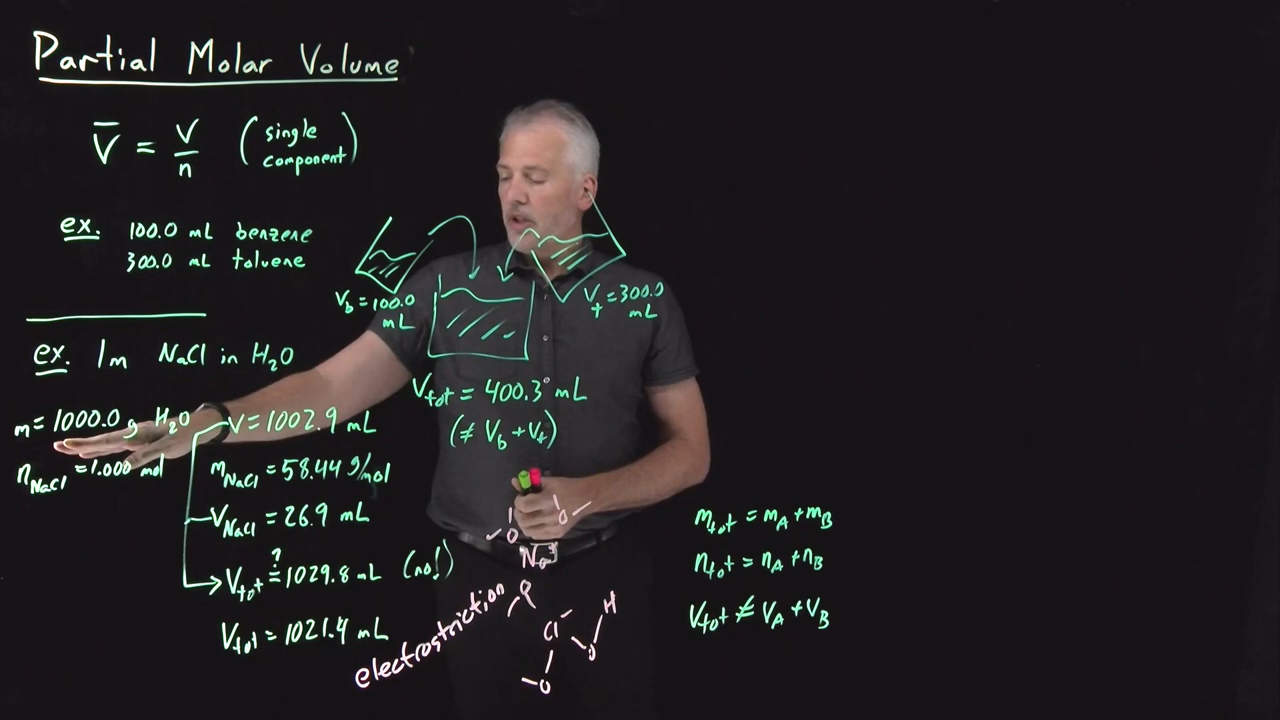 Partial Molar Volume
V̄ = V/n (single component)
ex. 100.0 mL benzene
300.0 mL toluene
V_b = 100.0 mL
V_t = 300.0 mL
V_tot = 400.3 mL
(≠ V_b + V_t)
ex. 1m NaCl in H₂O
m = 1000.0 g H₂O V = 1002.9 mL
n_NaCl = 1.000 mol m_NaCl = 58.44 g/mol
V_NaCl = 26.9 mL
V_tot ≟ 1029.8 mL (no!)
V_tot = 1021.4 mL
electrostriction
O
O
Na⁺
O
Cl⁻
H
O
O
m_tot = m_A + m_B
n_tot = n_A + n_B
V_tot ≠ V_A + V_B